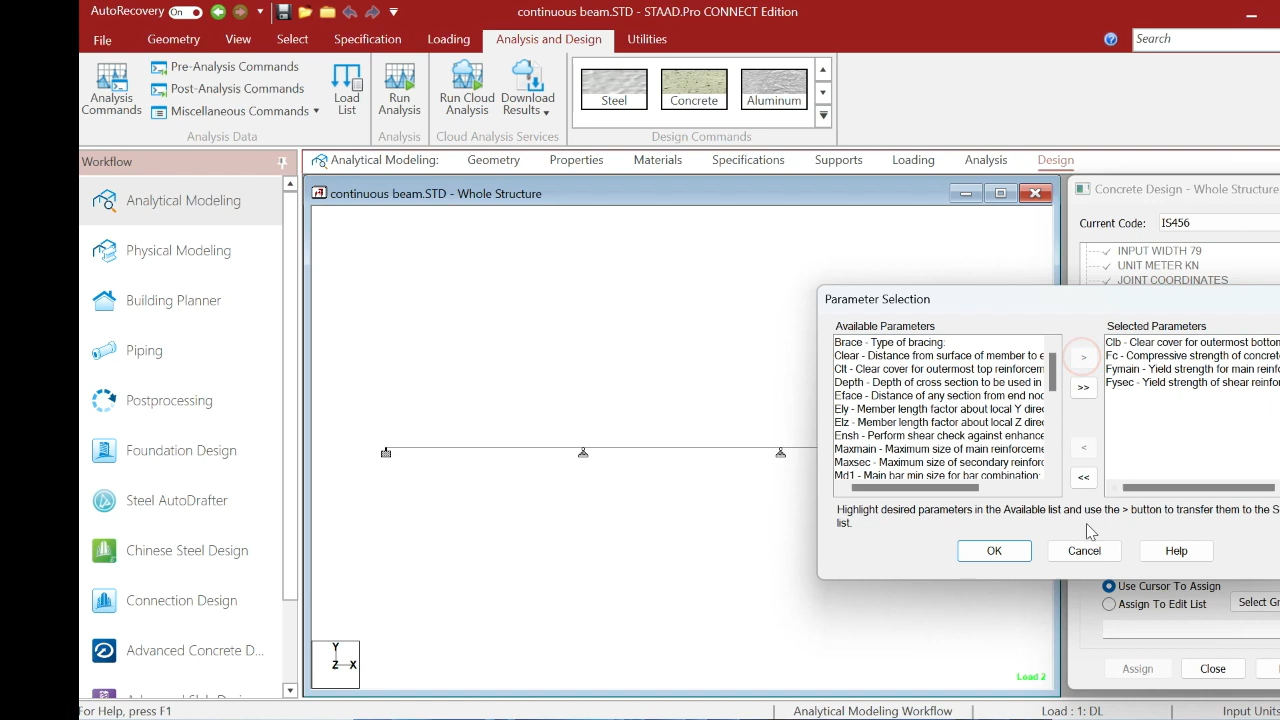 AutoRecovery On
continuous beam.STD - STAAD.Pro CONNECT Edition
File Geometry View Select Specification Loading Analysis and Design Utilities
Search
Analysis Commands
Pre-Analysis Commands
Post-Analysis Commands
Miscellaneous Commands
Load List
Run Analysis
Run Cloud Analysis
Download Results
Steel
Concrete
Aluminum
Analysis Data
Analysis
Cloud Analysis Services
Design Commands
Workflow
Analytical Modeling
Physical Modeling
Building Planner
Piping
Postprocessing
Foundation Design
Steel AutoDrafter
Chinese Steel Design
Connection Design
Advanced Concrete D...
Analytical Modeling: Geometry Properties Materials Specifications Supports Loading Analysis Design
continuous beam.STD - Whole Structure
Y
Z X
Load 2
Concrete Design - Whole Structure
Current Code: IS456
INPUT WIDTH 79
UNIT METER KN
JOINT COORDINATES
Parameter Selection
Available Parameters
Brace - Type of bracing:
Clear - Distance from surface of member to e
Clt - Clear cover for outermost top reinforcem
Depth - Depth of cross section to be used in
Eface - Distance of any section from end noc
Ely - Member length factor about local Y direc
Elz - Member length factor about local Z direc
Ensh - Perform shear check against enhance
Maxmain - Maximum size of main reinforceme
Maxsec - Maximum size of secondary reinforc
Md1 - Main bar min size for bar combination:
>
>>
<
<<
Selected Parameters
Clb - Clear cover for outermost bottom
Fc - Compressive strength of concrete
Fymain - Yield strength for main reinfo
Fysec - Yield strength of shear reinfor
Highlight desired parameters in the Available list and use the > button to transfer them to the S
list.
OK Cancel Help
Use Cursor To Assign
Assign To Edit List
Select Gr
Assign Close
For Help, press F1
Analytical Modeling Workflow
Load : 1: DL
Input Units